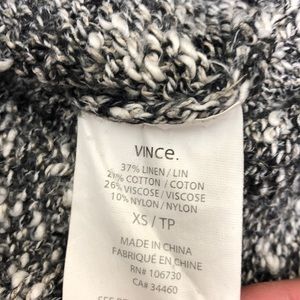 VINCe.
37% LINEN / LIN
27% COTTON / COTON
26% VISCOSE / VISCOSE
10% NYLON / NYLON
XS / TP
MADE IN CHINA
FABRIQUÉ EN CHINE
RN# 106730
CA# 34460